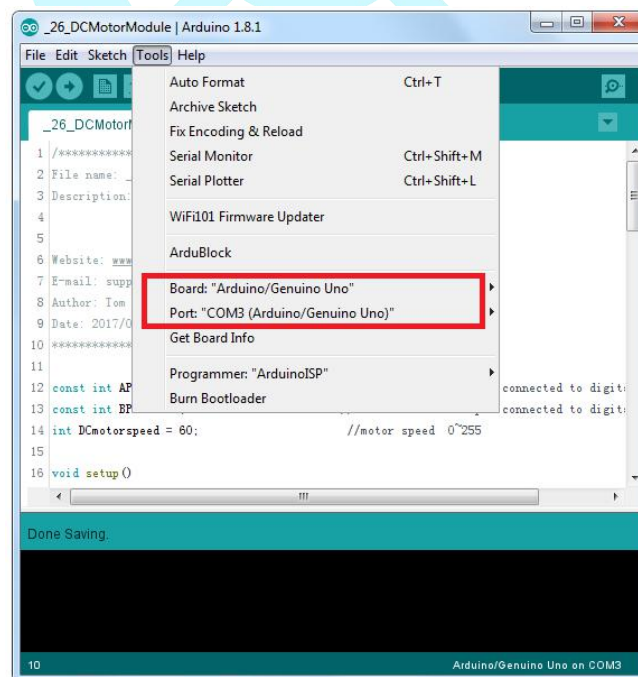 _26_DCMotorModule | Arduino 1.8.1
File Edit Sketch Tools Help
Auto Format Ctrl+T
Archive Sketch
Fix Encoding & Reload
Serial Monitor Ctrl+Shift+M
Serial Plotter Ctrl+Shift+L
WiFi101 Firmware Updater
ArduBlock
Board: "Arduino/Genuino Uno"
Port: "COM3 (Arduino/Genuino Uno)"
Get Board Info
Programmer: "ArduinoISP"
Burn Bootloader
_26_DCMotorM
1 /***********
2 File name: _
3 Description:
4
5
6 Website: www
7 E-mail: supp
8 Author: Tom
9 Date: 2017/0
10 ***********
11
12 const int AP connected to digit
13 const int BP connected to digit
14 int DCmotorspeed = 60; //motor speed 0~255
15
16 void setup()
Done Saving.
10 Arduino/Genuino Uno on COM3